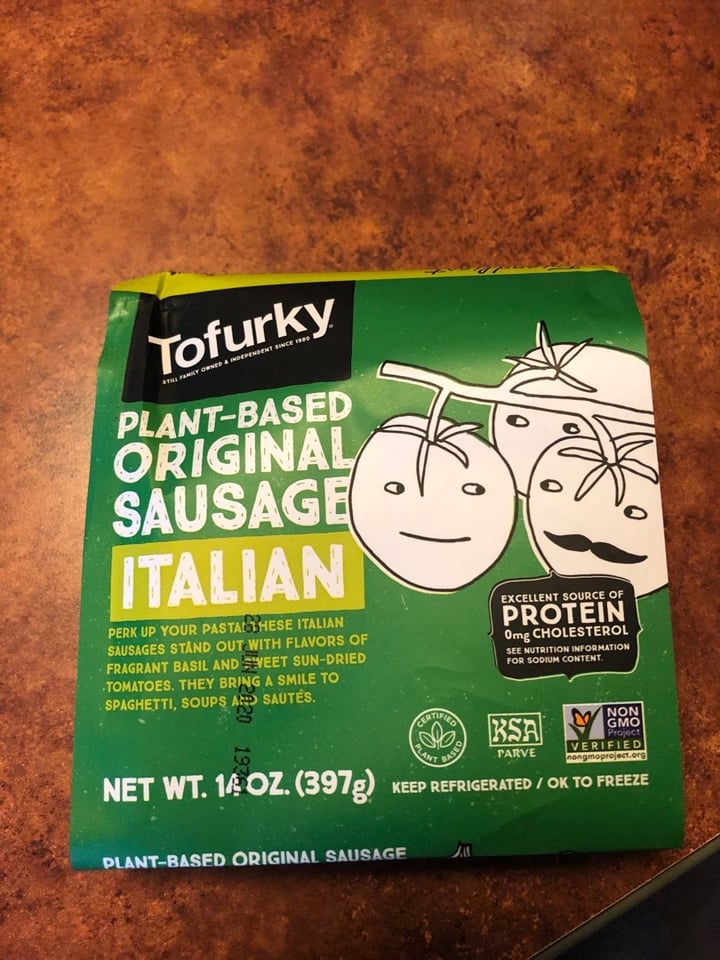 Tofurky
STILL FAMILY OWNED & INDEPENDENT SINCE 1980
PLANT-BASED
ORIGINAL
SAUSAGE
ITALIAN
PERK UP YOUR PASTA! THESE ITALIAN
SAUSAGES STAND OUT WITH FLAVORS OF
FRAGRANT BASIL AND SWEET SUN-DRIED
TOMATOES. THEY BRING A SMILE TO
SPAGHETTI, SOUPS AND SAUTÉS.
26 JUN 2020
EXCELLENT SOURCE OF
PROTEIN
0mg CHOLESTEROL
SEE NUTRITION INFORMATION
FOR SODIUM CONTENT.
CERTIFIED
PLANT BASED
KSA
PARVE
NON
GMO
Project
VERIFIED
nongmoproject.org
NET WT. 14 OZ. (397g)
KEEP REFRIGERATED / OK TO FREEZE
PLANT-BASED ORIGINAL SAUSAGE